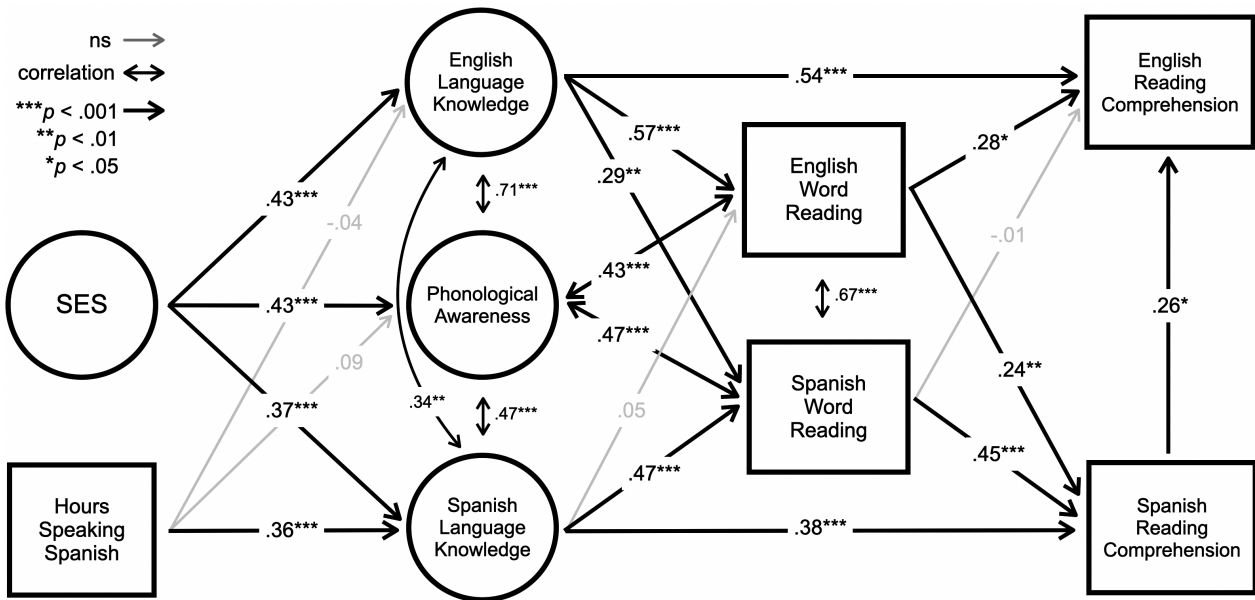 ns
correlation
***p < .001
**p < .01
*p < .05
SES
Hours
Speaking
Spanish
.43***
-.04
.43***
.09
.37***
.36***
English
Language
Knowledge
.71***
Phonological
Awareness
.34**
.47***
Spanish
Language
Knowledge
.54***
.57***
.29**
.43***
.47***
.05
.47***
.38***
English
Word
Reading
.67***
Spanish
Word
Reading
.28*
-.01
.24**
.45***
English
Reading
Comprehension
.26*
Spanish
Reading
Comprehension